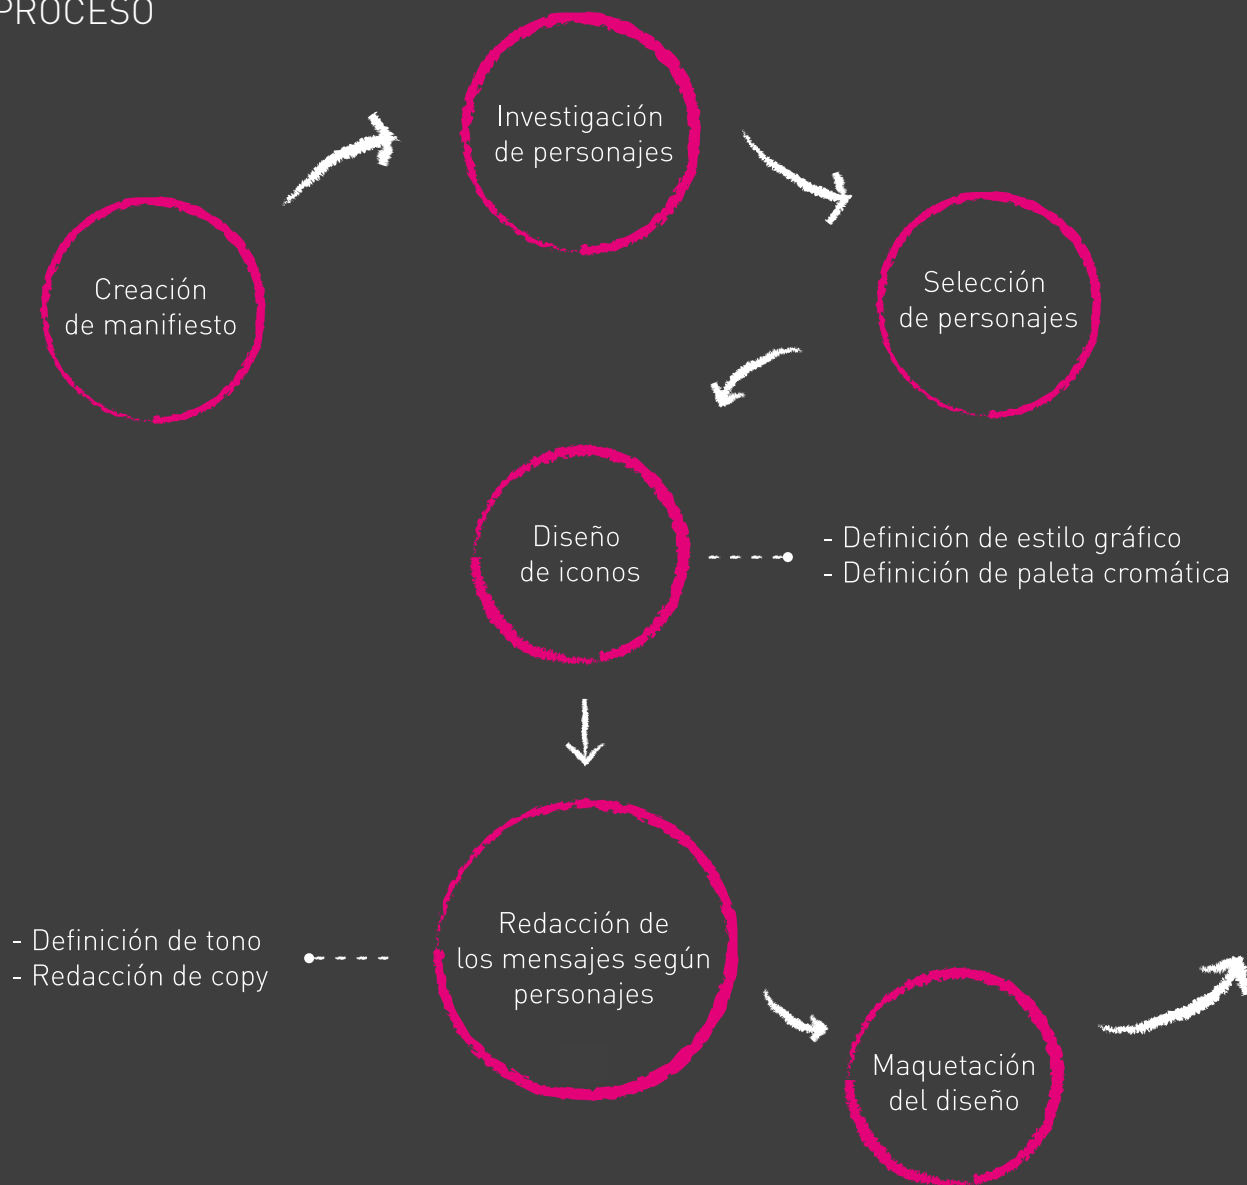 PROCESO
Investigación
de personajes
Creación
de manifiesto
Selección
de personajes
Diseño
de iconos
- Definición de estilo gráfico
- Definición de paleta cromática
Redacción de
los mensajes según
personajes
- Definición de tono
- Redacción de copy
Maquetación
del diseño